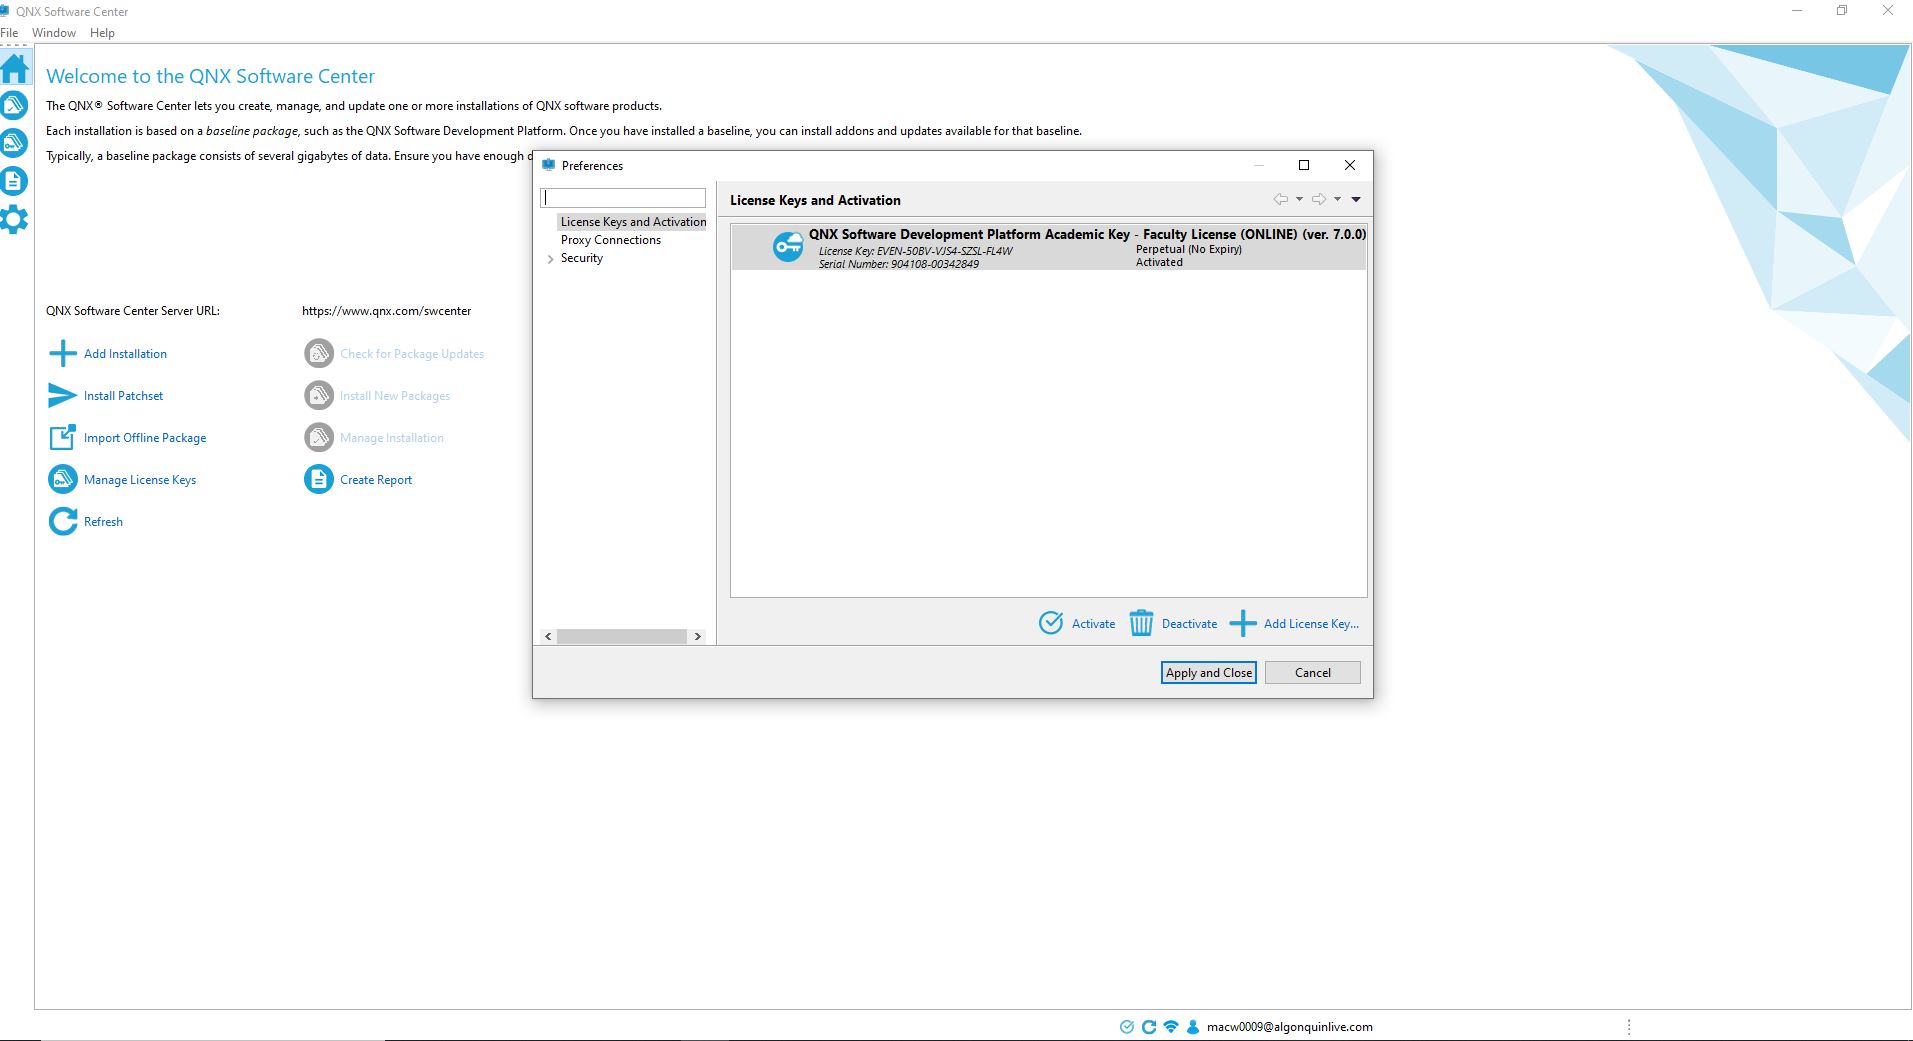 QNX Software Center
File Window Help
Welcome to the QNX Software Center
The QNX® Software Center lets you create, manage, and update one or more installations of QNX software products.
Each installation is based on a baseline package, such as the QNX Software Development Platform. Once you have installed a baseline, you can install addons and updates available for that baseline.
Typically, a baseline package consists of several gigabytes of data. Ensure you have enough d
QNX Software Center Server URL: https://www.qnx.com/swcenter
Add Installation Check for Package Updates
Install Patchset Install New Packages
Import Offline Package Manage Installation
Manage License Keys Create Report
Refresh
Preferences
License Keys and Activation
Proxy Connections
Security
License Keys and Activation
QNX Software Development Platform Academic Key - Faculty License (ONLINE) (ver. 7.0.0)
License Key: EVEN-50BV-VJS4-SZSL-FL4W Perpetual (No Expiry)
Serial Number: 904108-00342849 Activated
Activate Deactivate Add License Key...
Apply and Close Cancel
macw0009@algonquinlive.com